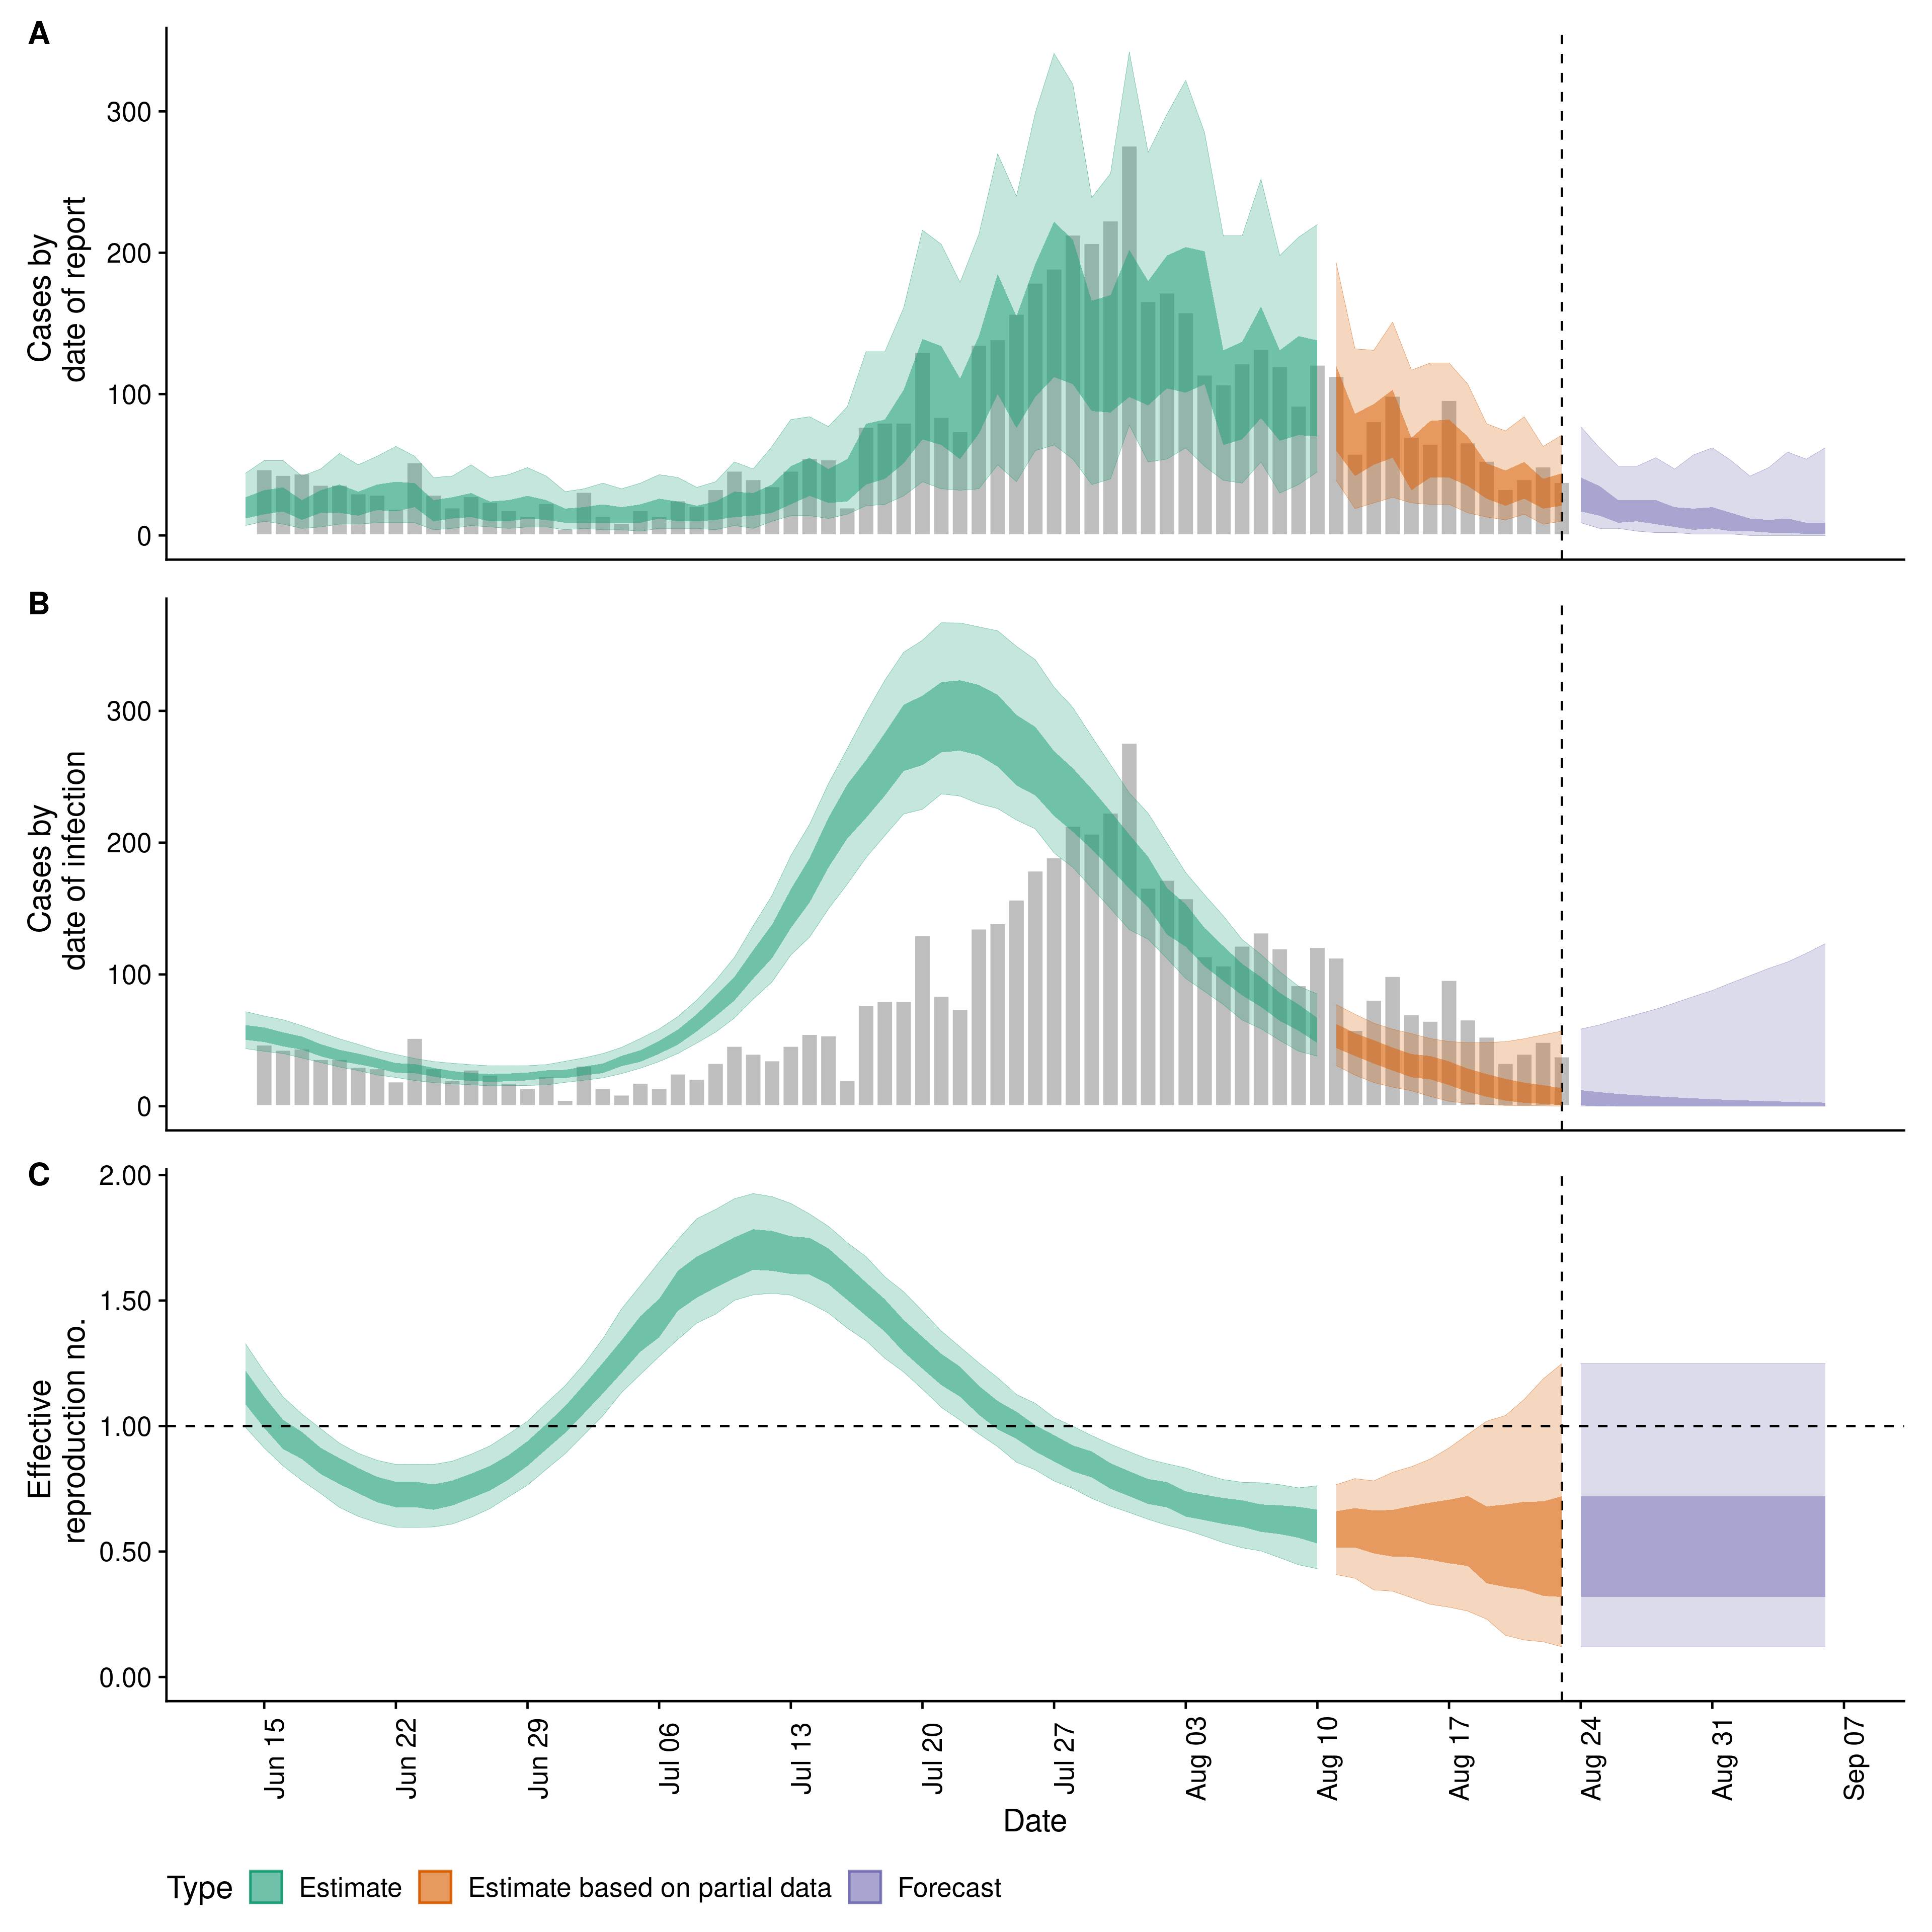 A
Cases by
date of report
300
200
100
0
B
Cases by
date of infection
300
200
100
0
C
Effective
reproduction no.
2.00
1.50
1.00
0.50
0.00
Jun 15
Jun 22
Jun 29
Jul 06
Jul 13
Jul 20
Jul 27
Aug 03
Aug 10
Aug 17
Aug 24
Aug 31
Sep 07
Date
Type Estimate Estimate based on partial data Forecast